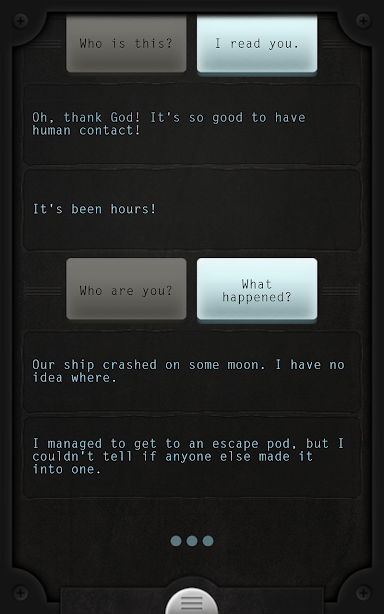 Who is this?
I read you.
Oh, thank God! It's so good to have
human contact!
It's been hours!
Who are you?
What
happened?
Our ship crashed on some moon. I have no
idea where.
I managed to get to an escape pod, but I
couldn't tell if anyone else made it
into one.